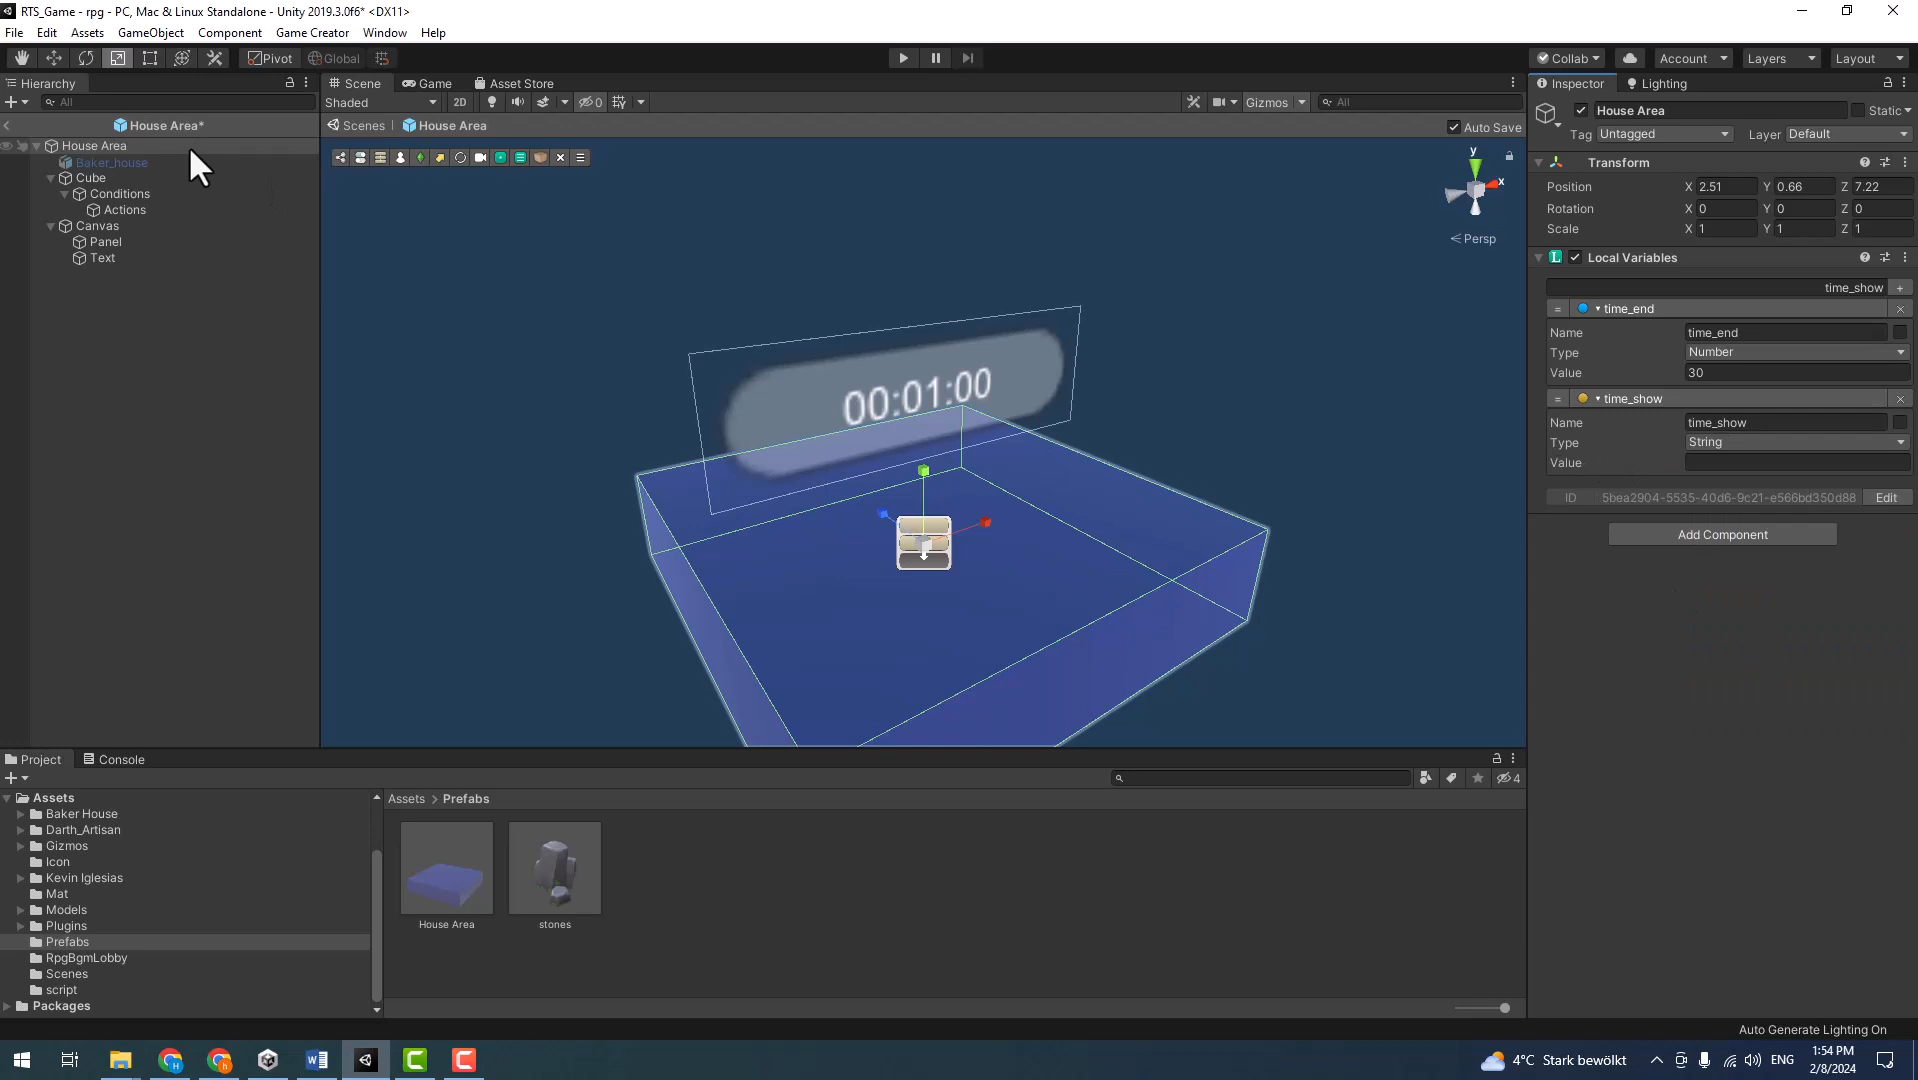 RTS_Game - rpg - PC, Mac & Linux Standalone - Unity 2019.3.0f6* <DX11>
File Edit Assets GameObject Component Game Creator Window Help
Pivot Global Collab Account Layers Layout
Hierarchy Scene Game Asset Store Inspector Lighting
All Shaded 2D 0 Gizmos All
House Area Static
House Area* Scenes House Area Auto Save
Tag Untagged Layer Default
House Area
Baker_house
Cube
Conditions
Actions
Canvas
Panel
Text
y
x
Persp
00:01:00
Transform
Position X 2.51 Y 0.66 Z 7.22
Rotation X 0 Y 0 Z 0
Scale X 1 Y 1 Z 1
Local Variables
time_show
time_end
Name time_end
Type Number
Value 30
time_show
Name time_show
Type String
Value
ID 5bea2904-5535-40d6-9c21-e566bd350d88 Edit
Add Component
Project Console
4
Assets
Baker House
Darth_Artisan
Gizmos
Icon
Kevin Iglesias
Mat
Models
Plugins
Prefabs
RpgBgmLobby
Scenes
script
Packages
Assets > Prefabs
House Area stones
Auto Generate Lighting On
4°C Stark bewölkt ENG 1:54 PM
2/8/2024